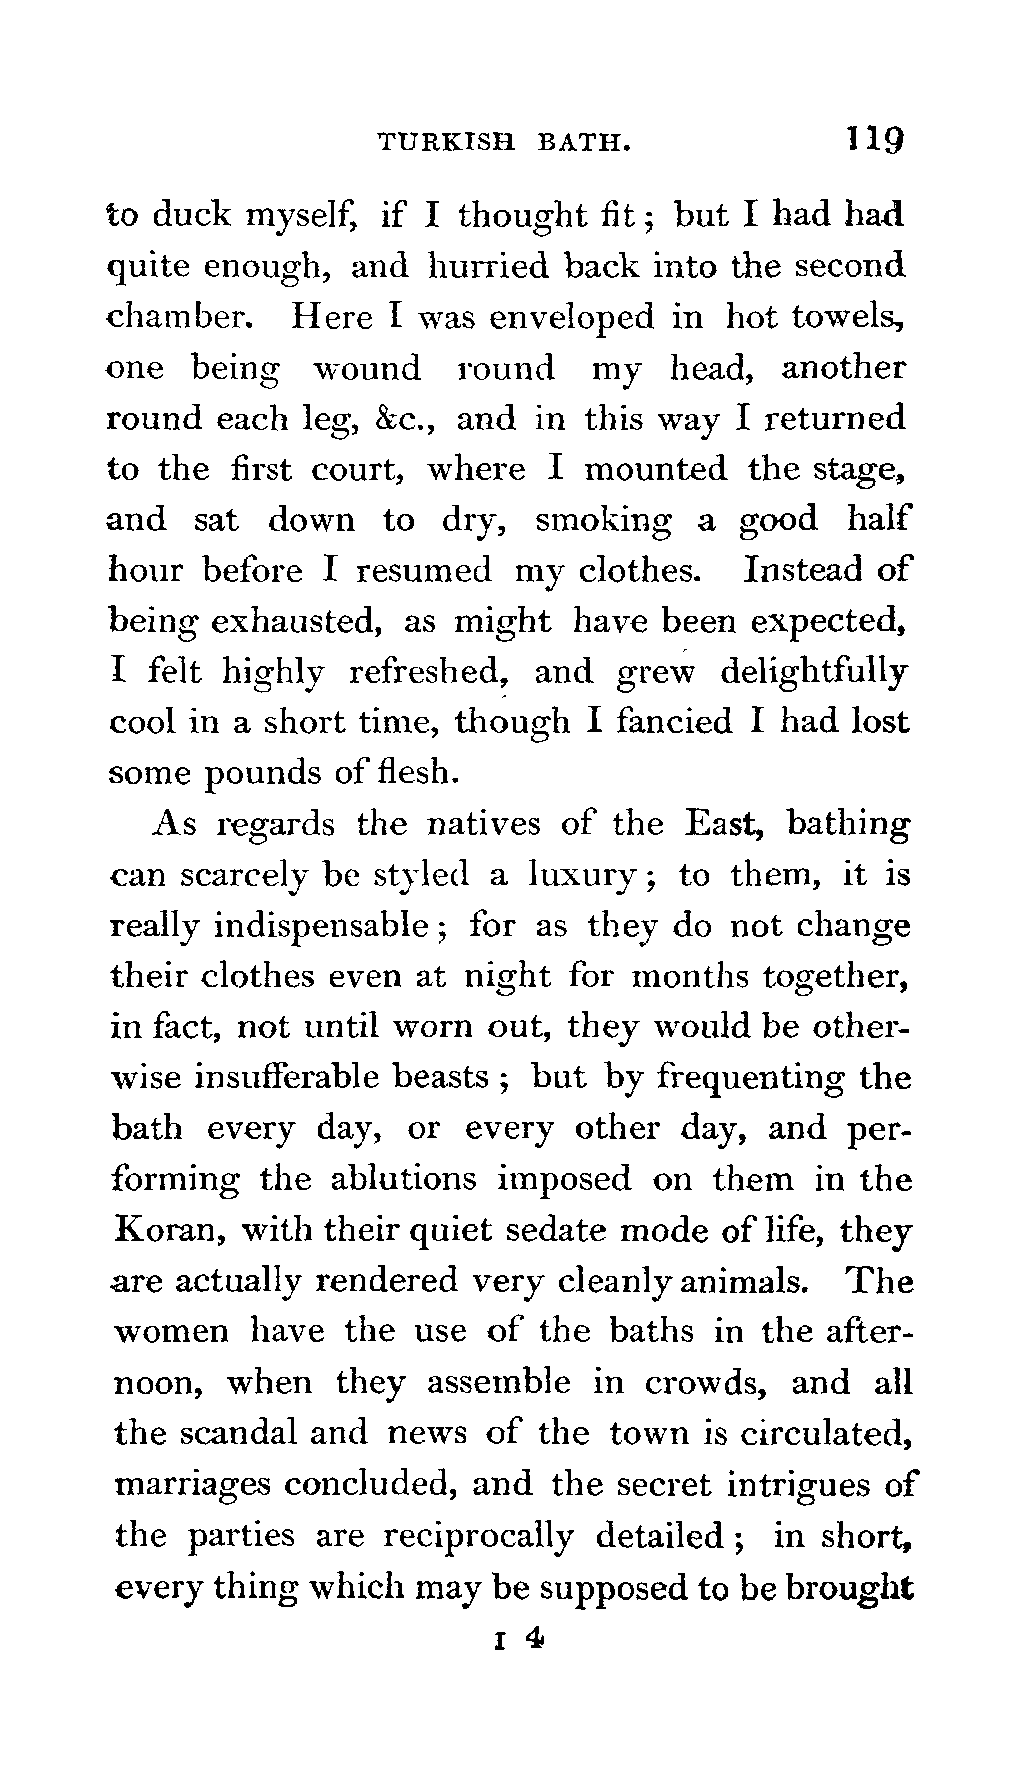 TURKISH BATH. 119
to duck myself, if I thought fit ; but I had had
quite enough, and hurried back into the second
chamber. Here I was enveloped in hot towels,
one being wound round my head, another
round each leg, &c., and in this way I returned
to the first court, where I mounted the stage,
and sat down to dry, smoking a good half
hour before I resumed my clothes. Instead of
being exhausted, as might have been expected,
I felt highly refreshed, and grew delightfully
cool in a short time, though I fancied I had lost
some pounds of flesh.
As regards the natives of the East, bathing
can scarcely be styled a luxury ; to them, it is
really indispensable ; for as they do not change
their clothes even at night for months together,
in fact, not until worn out, they would be other-
wise insufferable beasts ; but by frequenting the
bath every day, or every other day, and per-
forming the ablutions imposed on them in the
Koran, with their quiet sedate mode of life, they
are actually rendered very cleanly animals. The
women have the use of the baths in the after-
noon, when they assemble in crowds, and all
the scandal and news of the town is circulated,
marriages concluded, and the secret intrigues of
the parties are reciprocally detailed ; in short,
every thing which may be supposed to be brought
I 4